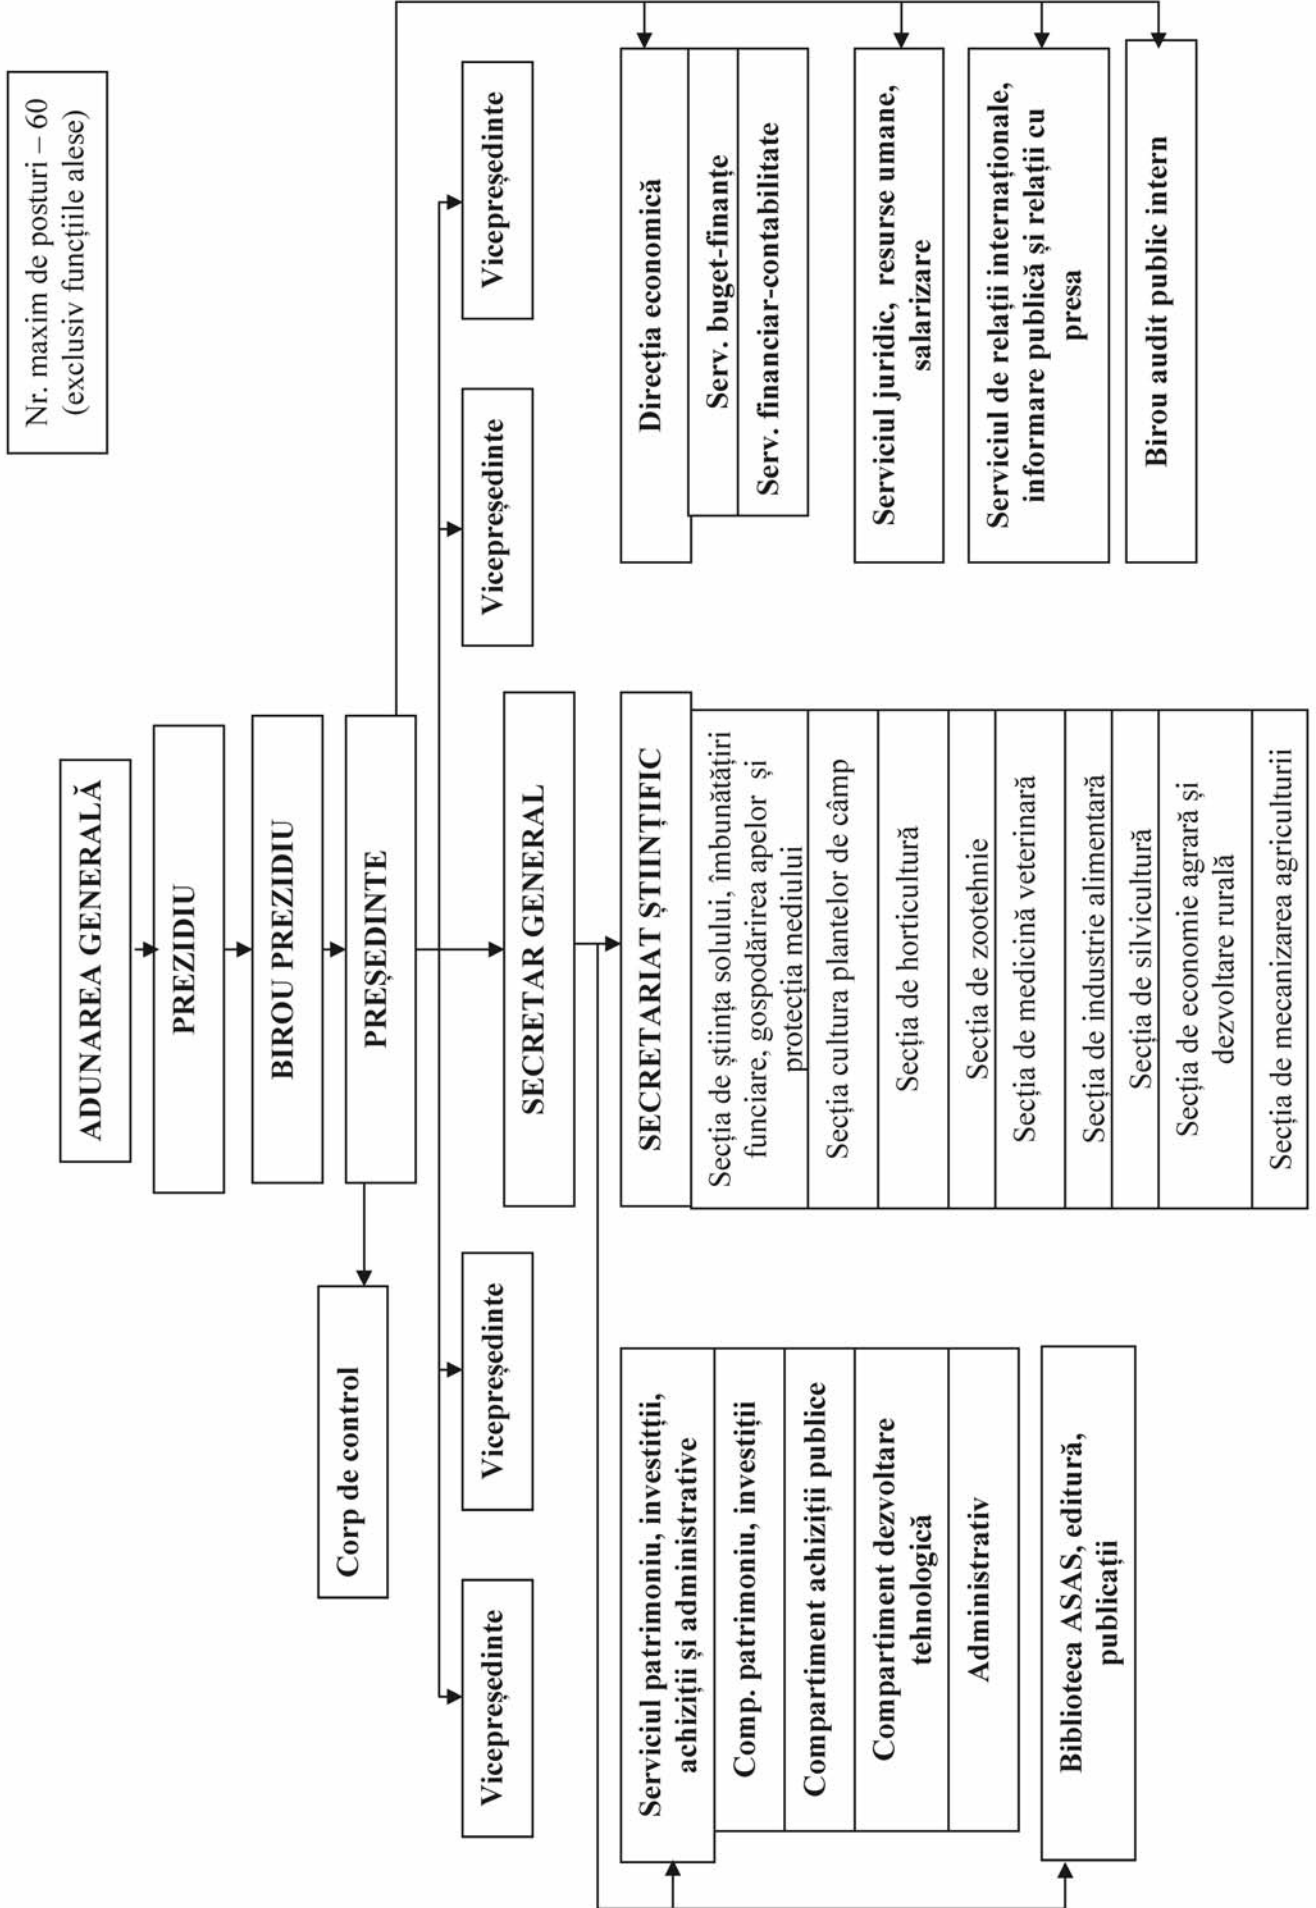 Nr. maxim de posturi – 60
(exclusiv funcțiile alese)
ADUNAREA GENERALĂ
PREZIDIU
BIROU PREZIDIU
PREȘEDINTE
Corp de control
Vicepreședinte
Vicepreședinte
Vicepreședinte
Vicepreședinte
SECRETAR GENERAL
Serviciul patrimoniu, investitții,
achiziții și administrative
Comp. patrimoniu, investiții
Compartiment achiziții publice
Compartiment dezvoltare
tehnologică
Administrativ
Biblioteca ASAS, editură,
publicații
SECRETARIAT ȘTIINȚIFIC
Secția de știința solului, îmbunătățiri
funciare, gospodărirea apelor și
protecția mediului
Secția cultura plantelor de câmp
Secția de horticultură
Secția de zootehnie
Secția de medicină veterinară
Secția de industrie alimentară
Secția de silvicultură
Secția de economie agrară și
dezvoltare rurală
Secția de mecanizarea agriculturii
Direcția economică
Serv. buget-finanțe
Serv. financiar-contabilitate
Serviciul juridic, resurse umane,
salarizare
Serviciul de relații internaționale,
informare publică și relații cu
presa
Birou audit public intern